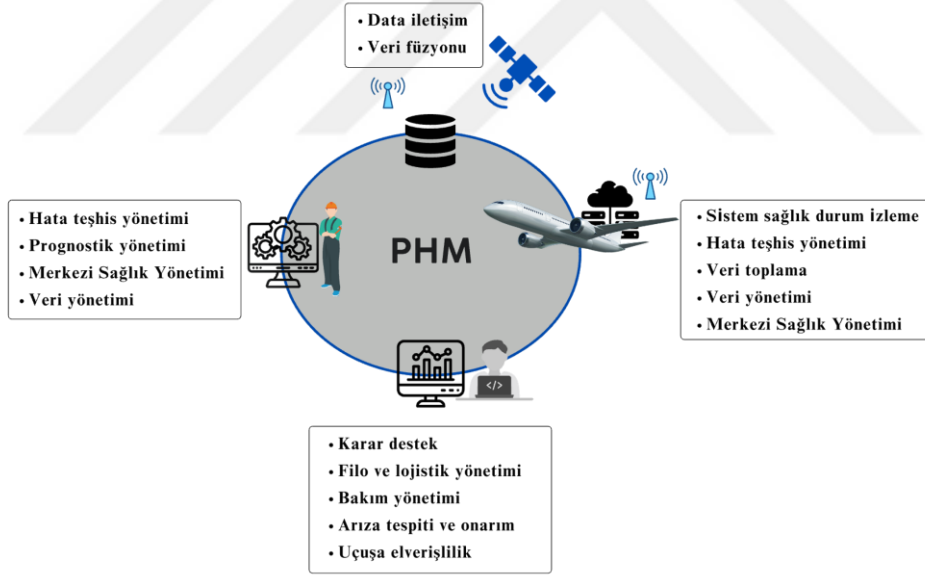 • Data iletişim
• Veri füzyonu
• Hata teşhis yönetimi
• Prognostik yönetimi
• Merkezi Sağlık Yönetimi
• Veri yönetimi
PHM
• Sistem sağlık durum izleme
• Hata teşhis yönetimi
• Veri toplama
• Veri yönetimi
• Merkezi Sağlık Yönetimi
</>
• Karar destek
• Filo ve lojistik yönetimi
• Bakım yönetimi
• Arıza tespiti ve onarım
• Uçuşa elverişlilik